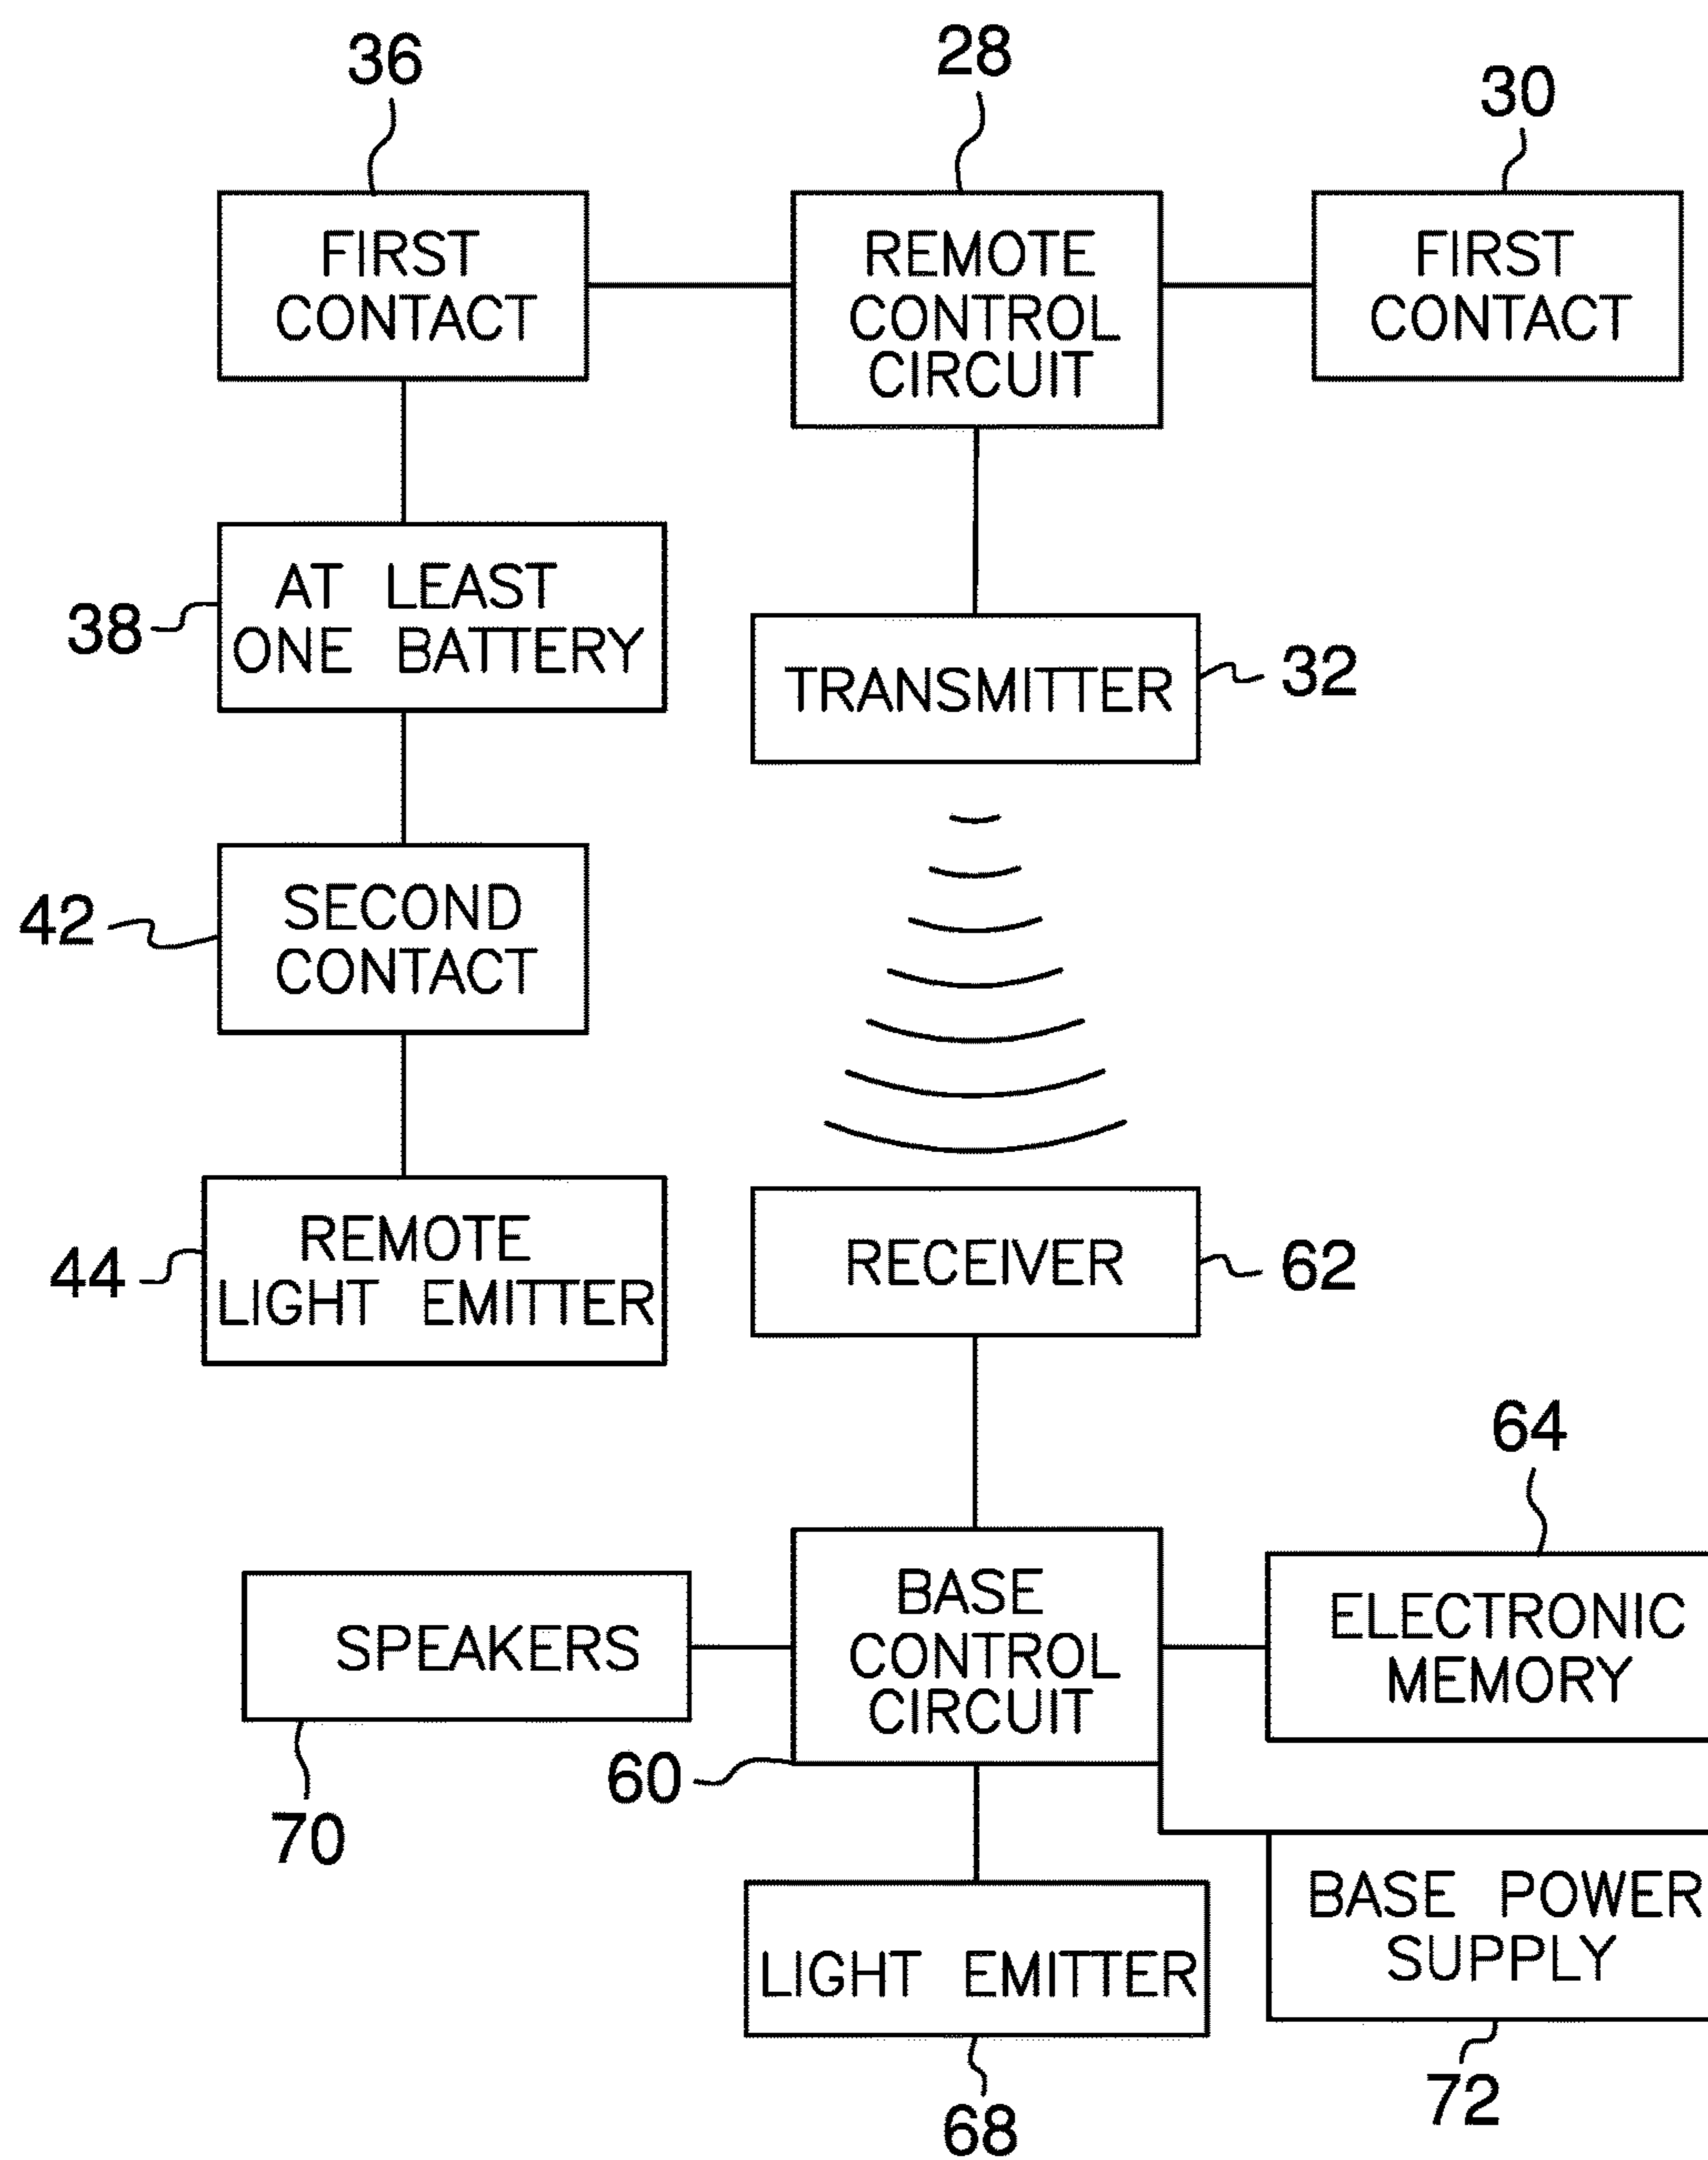 36
28
30
FIRST
CONTACT
REMOTE
CONTROL
CIRCUIT
FIRST
CONTACT
38
AT LEAST
ONE BATTERY
TRANSMITTER
32
42
SECOND
CONTACT
44
REMOTE
LIGHT EMITTER
RECEIVER
62
64
SPEAKERS
70
BASE
CONTROL
CIRCUIT
60
ELECTRONIC
MEMORY
BASE POWER
SUPPLY
72
LIGHT EMITTER
68